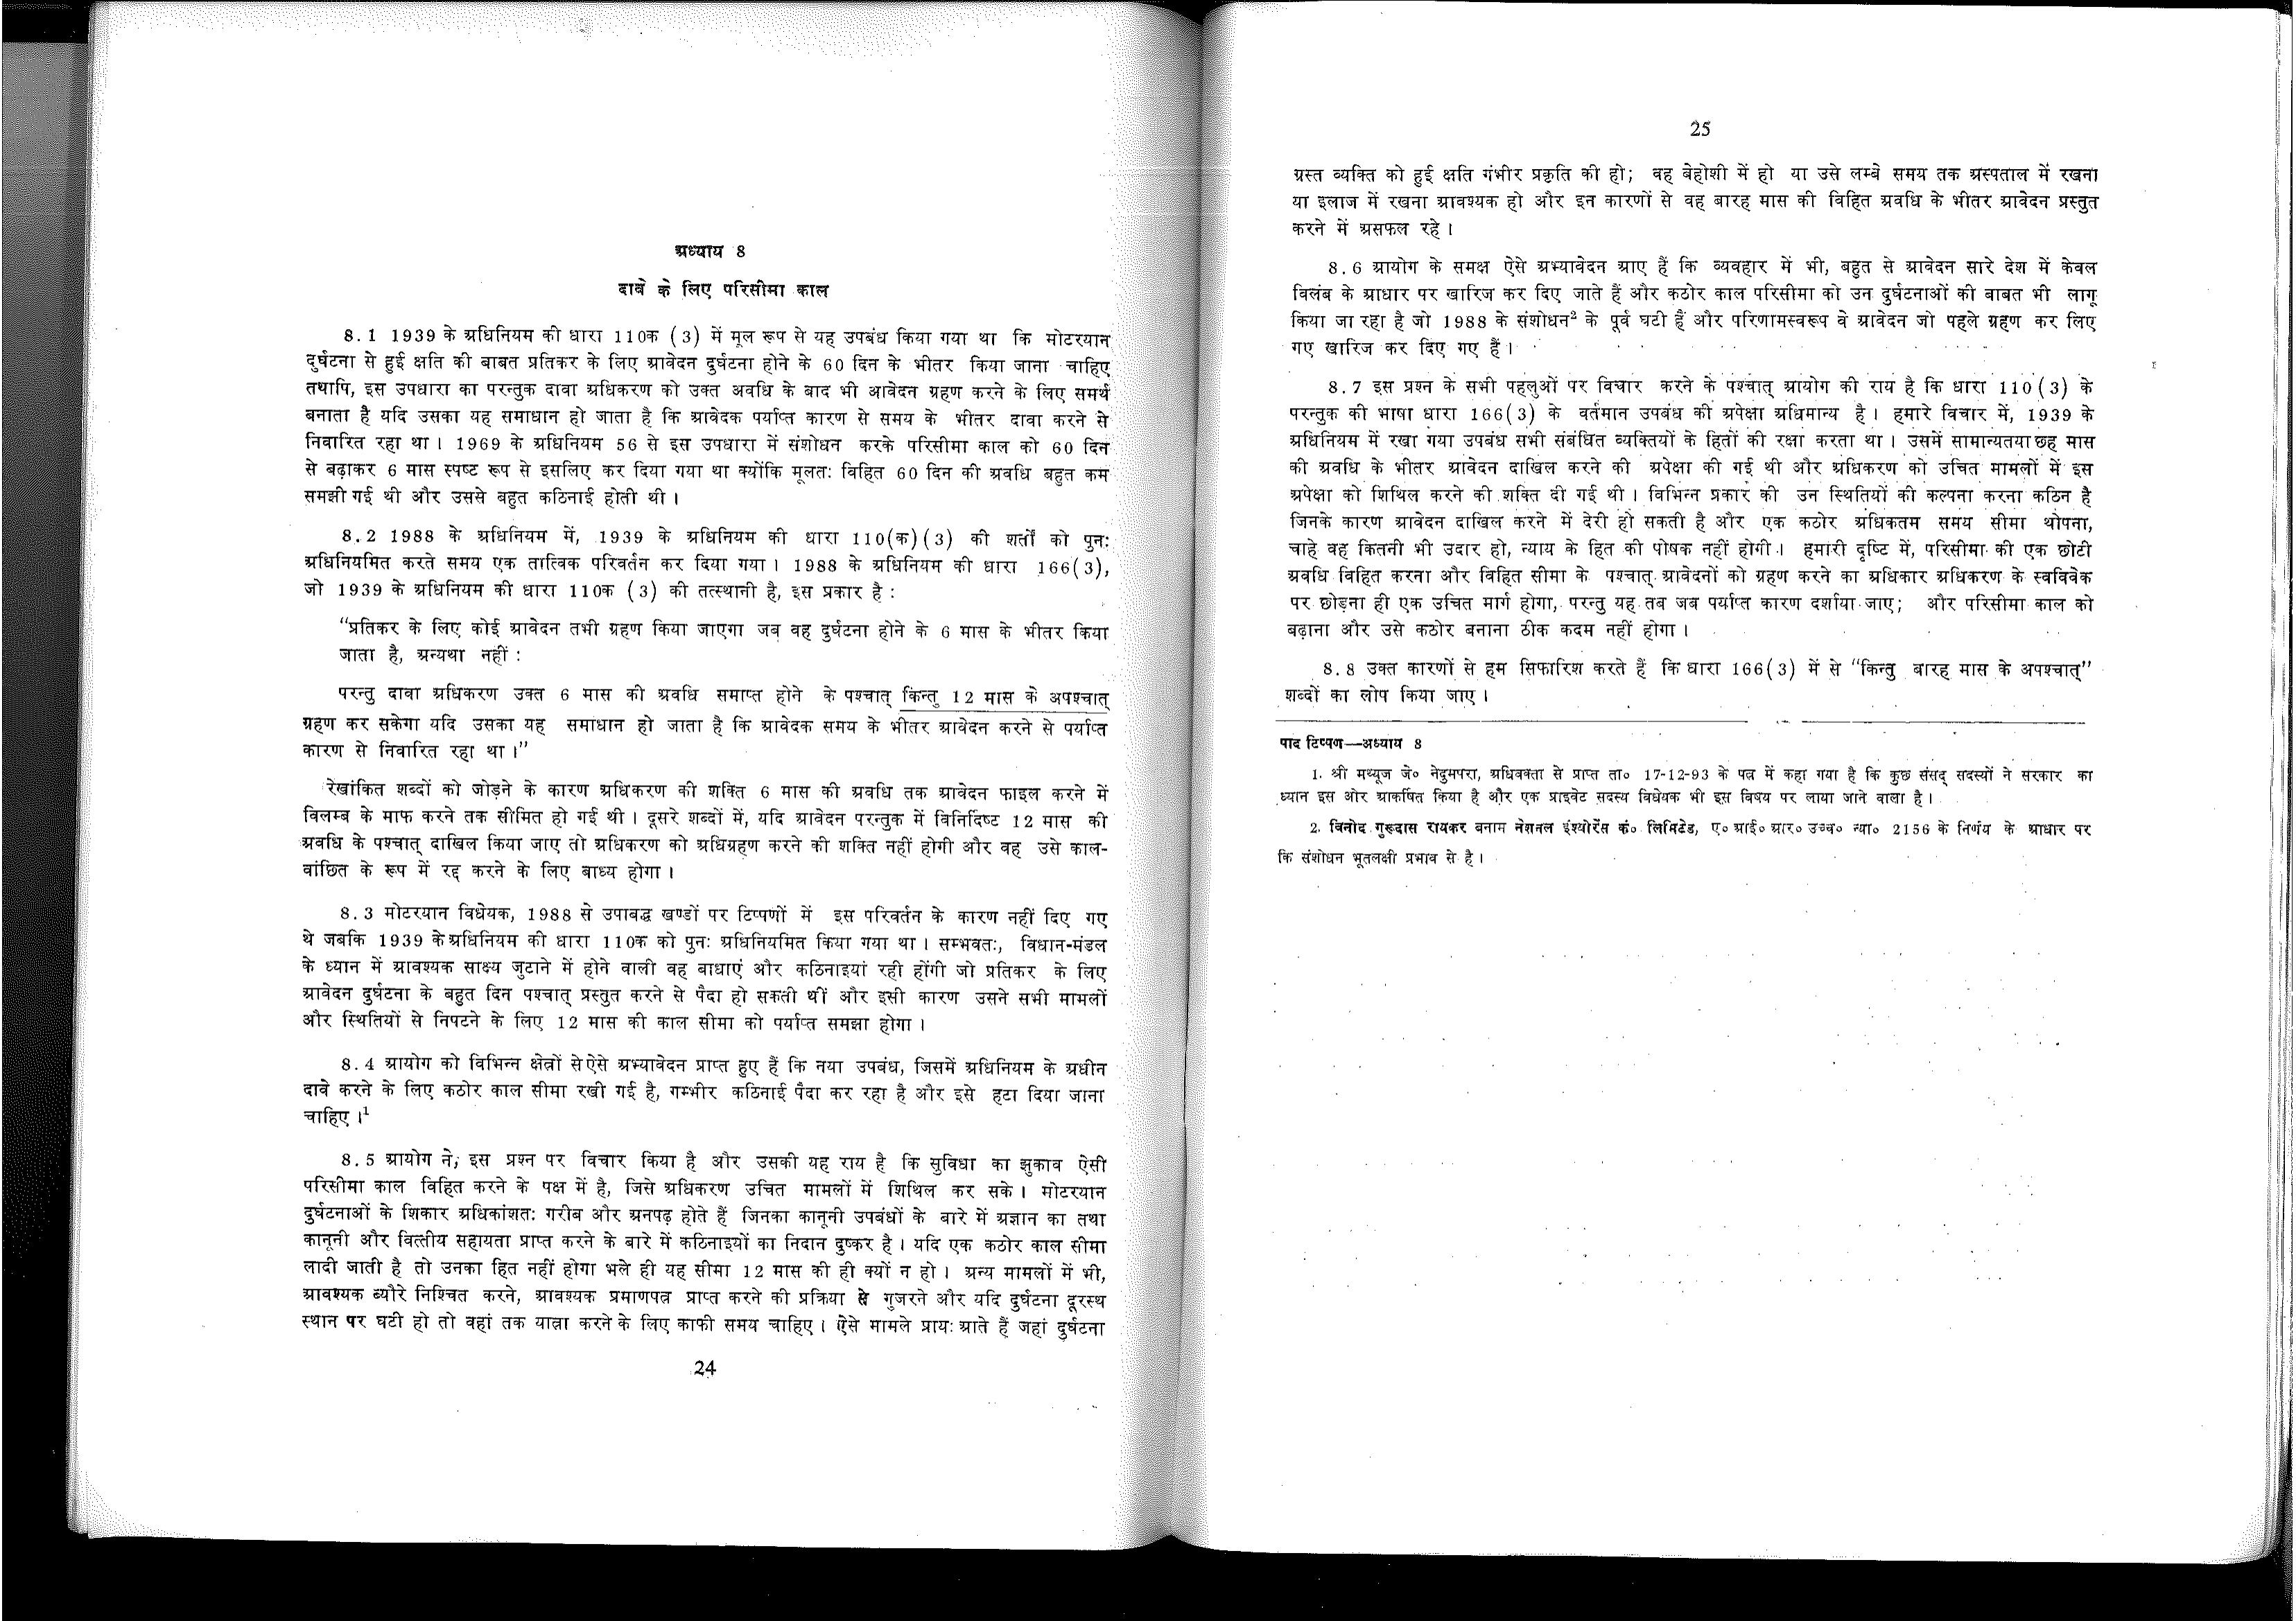 अध्याय 8
दावे के लिए परिसीमा काल
8.1 1939 के अधिनियम की धारा 110क (3) में मूल रूप से यह उपबंध किया गया था कि मोटरयान
दुर्घटना से हुई क्षति की बाबत प्रतिकर के लिए आवेदन दुर्घटना होने के 60 दिन के भीतर किया जाना चाहिए
तथापि, इस उपधारा का परन्तुक दावा अधिकरण को उक्त अवधि के बाद भी आवेदन ग्रहण करने के लिए समर्थ
बनाता है यदि उसका यह समाधान हो जाता है कि आवेदक पर्याप्त कारण से समय के भीतर दावा करने से
निवारित रहा था। 1969 के अधिनियम 56 से इस उपधारा में संशोधन करके परिसीमा काल को 60 दिन
से बढ़ाकर 6 मास स्पष्ट रूप से इसलिए कर दिया गया था क्योंकि मूलतः विहित 60 दिन की अवधि बहुत कम
समझी गई थी और उससे बहुत कठिनाई होती थी।
8.2 1988 के अधिनियम में, 1939 के अधिनियम की धारा 110(क)(3) की शर्तों को पुनः
अधिनियमित करते समय एक तात्विक परिवर्तन कर दिया गया। 1988 के अधिनियम की धारा 166(3),
जो 1939 के अधिनियम की धारा 110क (3) की तत्स्थानी है, इस प्रकार है :
“प्रतिकर के लिए कोई आवेदन तभी ग्रहण किया जाएगा जब वह दुर्घटना होने के 6 मास के भीतर किया
जाता है, अन्यथा नहीं :
परन्तु दावा अधिकरण उक्त 6 मास की अवधि समाप्त होने के पश्चात् किन्तु 12 मास के अपश्चात्
ग्रहण कर सकेगा यदि उसका यह समाधान हो जाता है कि आवेदक समय के भीतर आवेदन करने से पर्याप्त
कारण से निवारित रहा था।”
रेखांकित शब्दों को जोड़ने के कारण अधिकरण की शक्ति 6 मास की अवधि तक आवेदन फाइल करने में
विलम्ब के माफ करने तक सीमित हो गई थी। दूसरे शब्दों में, यदि आवेदन परन्तुक में विनिर्दिष्ट 12 मास की
अवधि के पश्चात् दाखिल किया जाए तो अधिकरण को अधिग्रहण करने की शक्ति नहीं होगी और वह उसे काल-
वांछित के रूप में रद्द करने के लिए बाध्य होगा।
8.3 मोटरयान विधेयक, 1988 से उपाबद्ध खण्डों पर टिप्पणों में इस परिवर्तन के कारण नहीं दिए गए
थे जबकि 1939 के अधिनियम की धारा 110क को पुनः अधिनियमित किया गया था। सम्भवतः, विधान-मंडल
के ध्यान में आवश्यक साक्ष्य जुटाने में होने वाली वह बाधाएं और कठिनाइयां रही होंगी जो प्रतिकर के लिए
आवेदन दुर्घटना के बहुत दिन पश्चात् प्रस्तुत करने से पैदा हो सकती थीं और इसी कारण उसने सभी मामलों
और स्थितियों से निपटने के लिए 12 मास की काल सीमा को पर्याप्त समझा होगा।
8.4 आयोग को विभिन्न क्षेत्रों से ऐसे अभ्यावेदन प्राप्त हुए हैं कि नया उपबंध, जिसमें अधिनियम के अधीन
दावे करने के लिए कठोर काल सीमा रखी गई है, गम्भीर कठिनाई पैदा कर रहा है और इसे हटा दिया जाना
चाहिए।¹
8.5 आयोग ने, इस प्रश्न पर विचार किया है और उसकी यह राय है कि सुविधा का झुकाव ऐसी
परिसीमा काल विहित करने के पक्ष में है, जिसे अधिकरण उचित मामलों में शिथिल कर सके। मोटरयान
दुर्घटनाओं के शिकार अधिकांशतः गरीब और अनपढ़ होते हैं जिनका कानूनी उपबंधों के बारे में अज्ञान का तथा
कानूनी और वित्तीय सहायता प्राप्त करने के बारे में कठिनाइयों का निदान दुष्कर है। यदि एक कठोर काल सीमा
लादी जाती है तो उनका हित नहीं होगा भले ही यह सीमा 12 मास की ही क्यों न हो। अन्य मामलों में भी,
आवश्यक ब्यौरे निश्चित करने, आवश्यक प्रमाणपत्र प्राप्त करने की प्रक्रिया से गुजरने और यदि दुर्घटना दूरस्थ
स्थान पर घटी हो तो वहां तक यात्रा करने के लिए काफी समय चाहिए। ऐसे मामले प्रायः आते हैं जहां दुर्घटना
24
25
ग्रस्त व्यक्ति को हुई क्षति गंभीर प्रकृति की हो; वह बेहोशी में हो या उसे लम्बे समय तक अस्पताल में रखना
या इलाज में रखना आवश्यक हो और इन कारणों से वह बारह मास की विहित अवधि के भीतर आवेदन प्रस्तुत
करने में असफल रहे।
8.6 आयोग के समक्ष ऐसे अभ्यावेदन आए हैं कि व्यवहार में भी, बहुत से आवेदन सारे देश में केवल
विलंब के आधार पर खारिज कर दिए जाते हैं और कठोर काल परिसीमा को उन दुर्घटनाओं की बाबत भी लागू
किया जा रहा है जो 1988 के संशोधन² के पूर्व घटी हैं और परिणामस्वरूप वे आवेदन जो पहले ग्रहण कर लिए
गए खारिज कर दिए गए हैं।
8.7 इस प्रश्न के सभी पहलुओं पर विचार करने के पश्चात् आयोग की राय है कि धारा 110(3) के
परन्तुक की भाषा धारा 166(3) के वर्तमान उपबंध की अपेक्षा अधिमान्य है। हमारे विचार में, 1939 के
अधिनियम में रखा गया उपबंध सभी संबंधित व्यक्तियों के हितों की रक्षा करता था। उसमें सामान्यतया छह मास
की अवधि के भीतर आवेदन दाखिल करने की अपेक्षा की गई थी और अधिकरण को उचित मामलों में इस
अपेक्षा को शिथिल करने की शक्ति दी गई थी। विभिन्न प्रकार की उन स्थितियों की कल्पना करना कठिन है
जिनके कारण आवेदन दाखिल करने में देरी हो सकती है और एक कठोर अधिकतम समय सीमा थोपना,
चाहे वह कितनी भी उदार हो, न्याय के हित की पोषक नहीं होगी। हमारी दृष्टि में, परिसीमा की एक छोटी
अवधि विहित करना और विहित सीमा के पश्चात् आवेदनों को ग्रहण करने का अधिकार अधिकरण के स्वविवेक
पर छोड़ना ही एक उचित मार्ग होगा, परन्तु यह तब जब पर्याप्त कारण दर्शाया जाए; और परिसीमा काल को
बढ़ाना और उसे कठोर बनाना ठीक कदम नहीं होगा।
8.8 उक्त कारणों से हम सिफारिश करते हैं कि धारा 166(3) में से “किन्तु बारह मास के अपश्चात्”
शब्दों का लोप किया जाए।
पाद टिप्पण—अध्याय 8
1. श्री मथ्यूज जे० नेदुमपरा, अधिवक्ता से प्राप्त ता० 17-12-93 के पत्र में कहा गया है कि कुछ संसद् सदस्यों ने सरकार का
ध्यान इस ओर आकर्षित किया है और एक प्राइवेट सदस्य विधेयक भी इस विषय पर लाया जाने वाला है।
2. विनोद गुरूदास रायकर बनाम नेशनल इंश्योरेंस कं० लिमिटेड, ए० आई० आर० उच्च० न्या० 2156 के निर्णय के आधार पर
कि संशोधन भूतलक्षी प्रभाव से है।